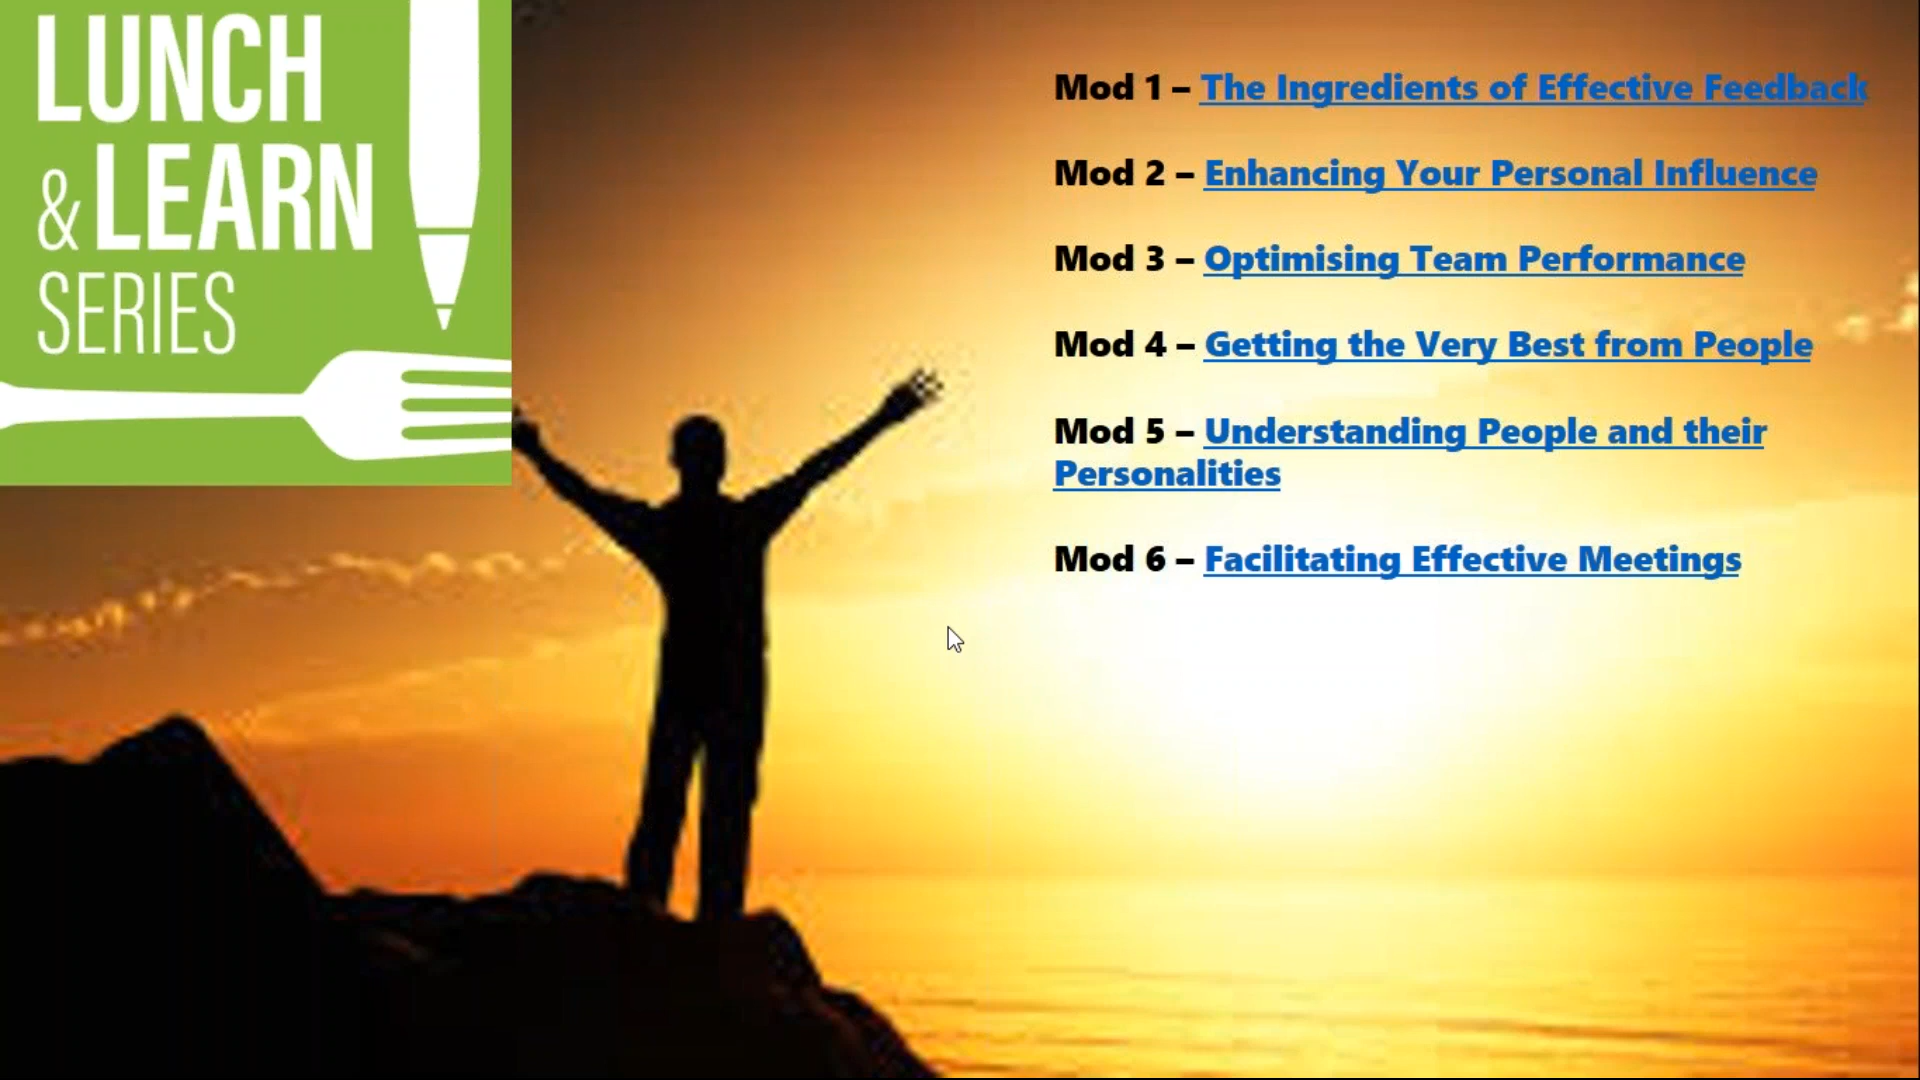 LUNCH
& LEARN
SERIES
Mod 1 – The Ingredients of Effective Feedback
Mod 2 – Enhancing Your Personal Influence
Mod 3 – Optimising Team Performance
Mod 4 – Getting the Very Best from People
Mod 5 – Understanding People and their
Personalities
Mod 6 – Facilitating Effective Meetings